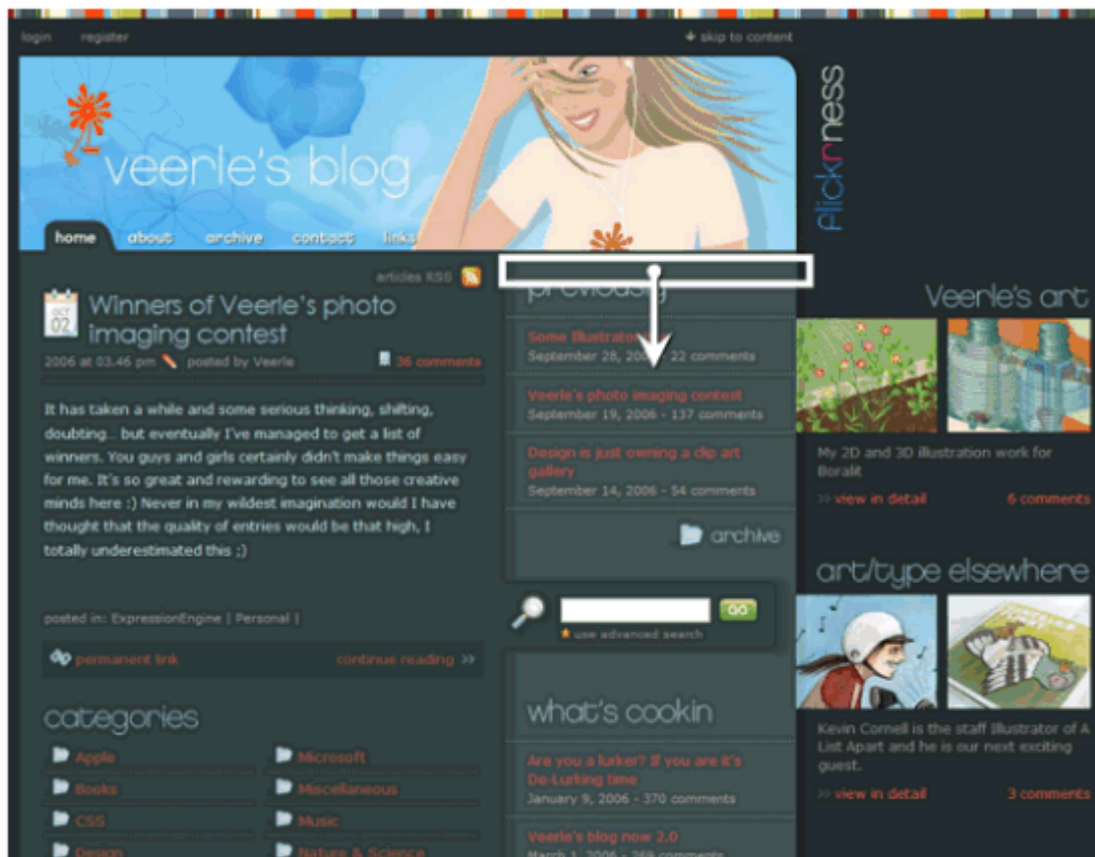 login register
skip to content
flickrness
veerle's blog
home about archive contact links
articles RSS
OCT
02
Winners of Veerle's photo
imaging contest
2006 at 03.46 pm posted by Veerle
36 comments
It has taken a while and some serious thinking, shifting,
doubting... but eventually I've managed to get a list of
winners. You guys and girls certainly didn't make things easy
for me. It's so great and rewarding to see all those creative
minds here :) Never in my wildest imagination would I have
thought that the quality of entries would be that high, I
totally underestimated this ;)
posted in: ExpressionEngine | Personal |
permanent link
continue reading >>
categories
Apple
Microsoft
Books
Miscellaneous
CSS
Music
Design
Nature & Science
previously
Some Illustrator
September 28, 22 comments
Veerle's photo imaging contest
September 19, 2006 - 137 comments
Design is just owning a clip art
gallery
September 14, 2006 - 54 comments
archive
GO
use advanced search
what's cookin
Are you a lurker? If you are it's
De-Lurking time
January 9, 2006 - 370 comments
Veerle's blog now 2.0
March 1, 2006 - 269 comments
Veerle's art
My 2D and 3D illustration work for
Boralit
>> view in detail
6 comments
art/type elsewhere
Kevin Cornell is the staff Illustrator of A
List Apart and he is our next exciting
guest.
>> view in detail
3 comments